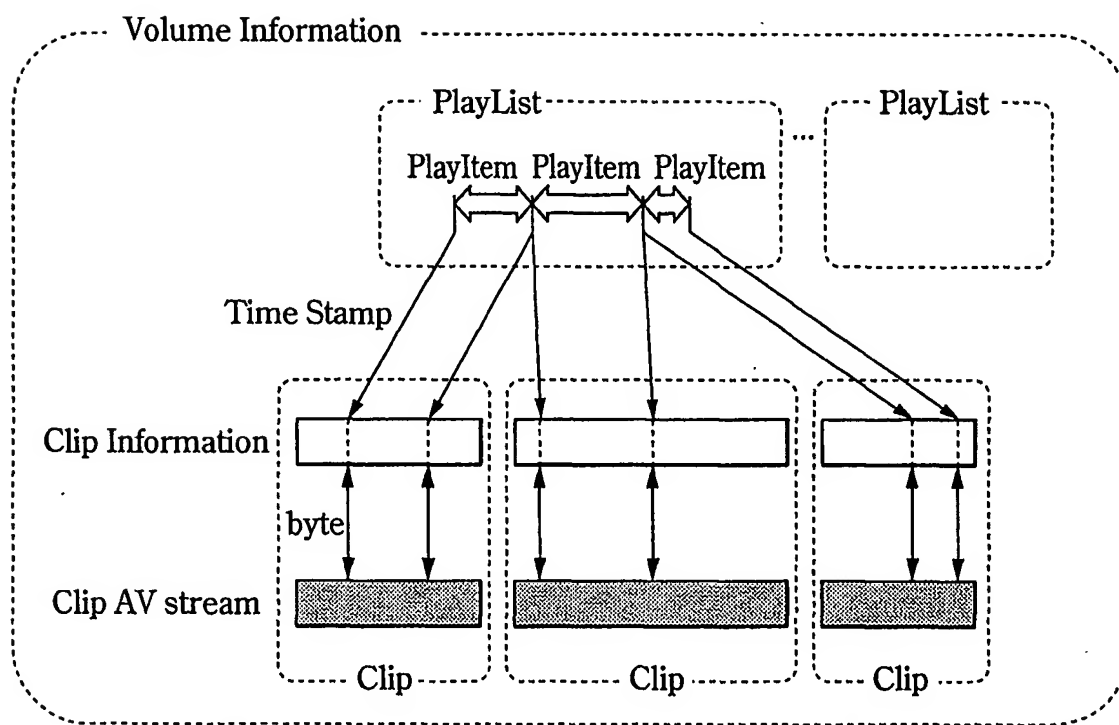 Volume Information
PlayList
...
PlayList
PlayItem PlayItem PlayItem
Time Stamp
Clip Information
byte
Clip AV stream
Clip
Clip
Clip